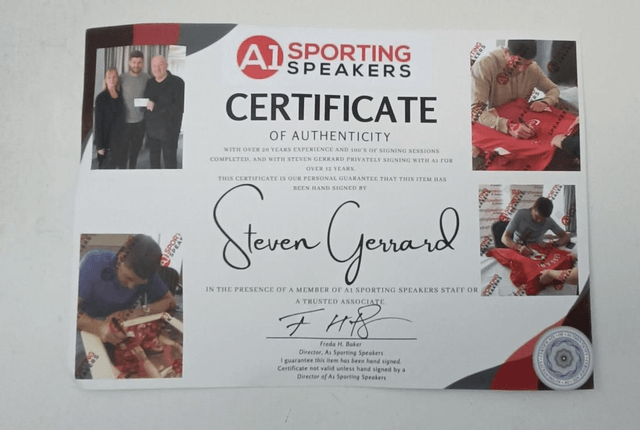 A1 SPORTING
SPEAKERS
CERTIFICATE
OF AUTHENTICITY
WITH OVER 20 YEARS EXPERIENCE AND 100'S OF SIGNING SESSIONS
COMPLETED, AND WITH STEVEN GERRARD PRIVATELY SIGNING WITH A1 FOR
OVER 12 YEARS.
THIS CERTIFICATE IS OUR PERSONAL GUARANTEE THAT THIS ITEM HAS
BEEN HAND SIGNED BY
Steven Gerrard
IN THE PRESENCE OF A MEMBER OF A1 SPORTING SPEAKERS STAFF OR
A TRUSTED ASSOCIATE.
Freda H. Baker
Director, A1 Sporting Speakers
I guarantee this item has been hand signed.
Certificate not valid unless hand signed by a
Director of A1 Sporting Speakers